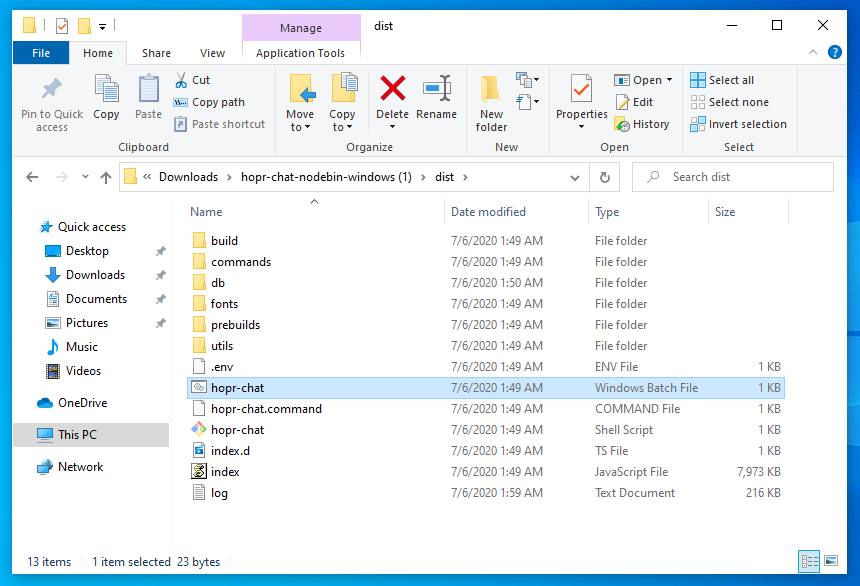 Manage dist
File Home Share View Application Tools
Pin to Quick access
Copy
Paste
Cut
Copy path
Paste shortcut
Clipboard
Move to
Copy to
Delete
Rename
Organize
New folder
New
Properties
Open
Edit
History
Open
Select all
Select none
Invert selection
Select
« Downloads > hopr-chat-nodebin-windows (1) > dist >
Search dist
Quick access
Desktop
Downloads
Documents
Pictures
Music
Videos
OneDrive
This PC
Network
Name Date modified Type Size
build 7/6/2020 1:49 AM File folder
commands 7/6/2020 1:49 AM File folder
db 7/6/2020 1:50 AM File folder
fonts 7/6/2020 1:49 AM File folder
prebuilds 7/6/2020 1:49 AM File folder
utils 7/6/2020 1:49 AM File folder
.env 7/6/2020 1:49 AM ENV File 1 KB
hopr-chat 7/6/2020 1:49 AM Windows Batch File 1 KB
hopr-chat.command 7/6/2020 1:49 AM COMMAND File 1 KB
hopr-chat 7/6/2020 1:49 AM Shell Script 1 KB
index.d 7/6/2020 1:49 AM TS File 1 KB
index 7/6/2020 1:49 AM JavaScript File 7,973 KB
log 7/6/2020 1:59 AM Text Document 216 KB
13 items 1 item selected 23 bytes